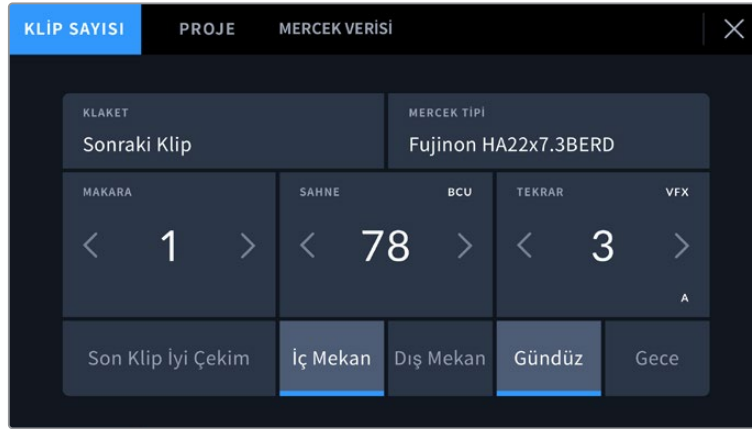 KLİP SAYISI PROJE MERCEK VERİSİ
KLAKET MERCEK TİPİ
Sonraki Klip Fujinon HA22x7.3BERD
MAKARA SAHNE BCU TEKRAR VFX
1 78 3
A
Son Klip İyi Çekim İç Mekan Dış Mekan Gündüz Gece